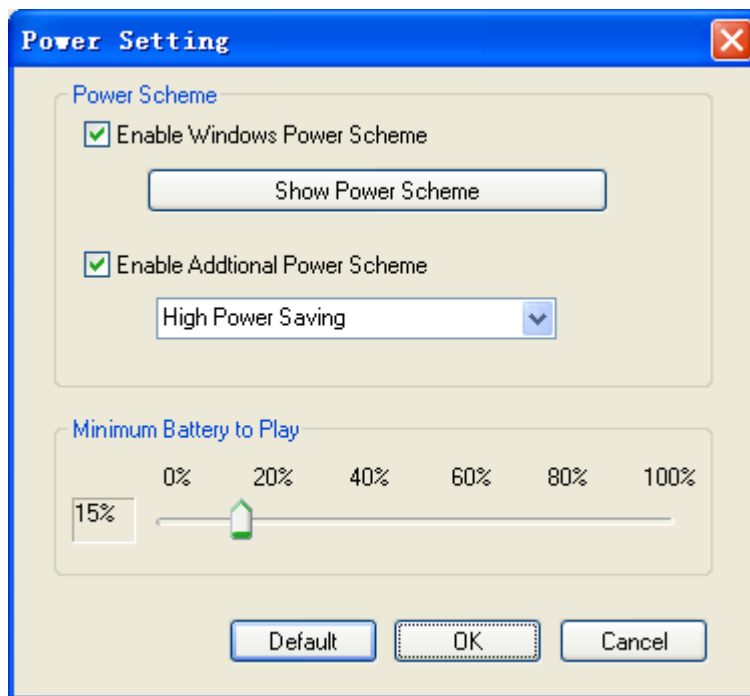 Power Setting
Power Scheme
Enable Windows Power Scheme
Show Power Scheme
Enable Addtional Power Scheme
High Power Saving
Minimum Battery to Play
0% 20% 40% 60% 80% 100%
15%
Default OK Cancel